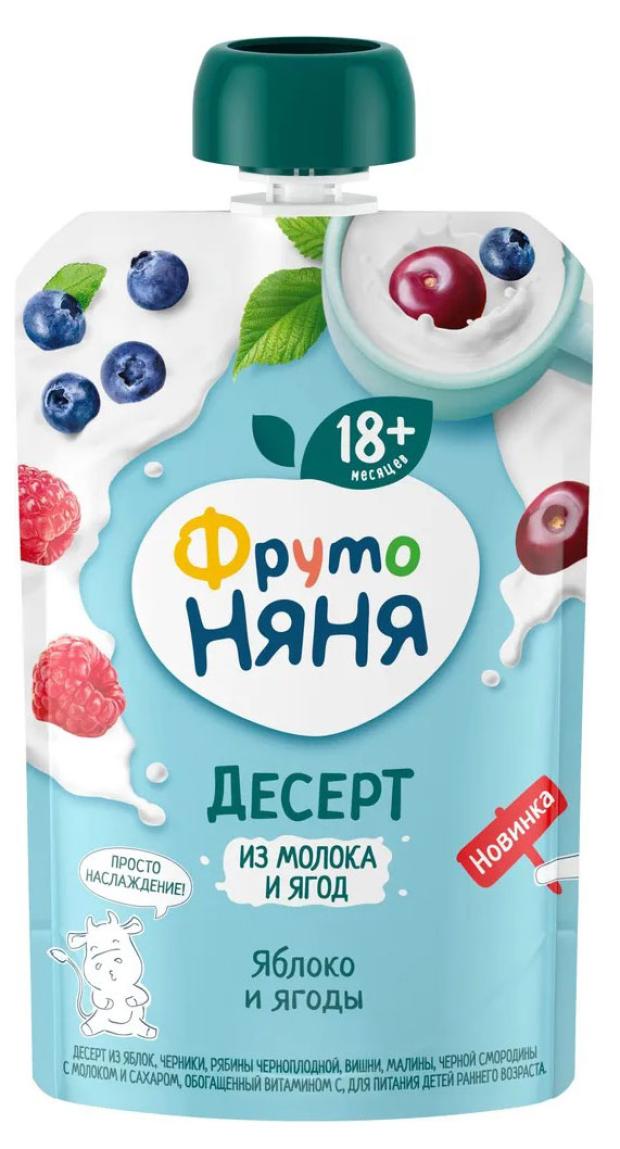 18+
месяцев
Фруто
НЯНЯ
ДЕСЕРТ
ИЗ МОЛОКА
И ЯГОД
Новинка
ПРОСТО
НАСЛАЖДЕНИЕ!
Яблоко
и ягоды
ДЕСЕРТ ИЗ ЯБЛОК, ЧЕРНИКИ, РЯБИНЫ ЧЕРНОПЛОДНОЙ, ВИШНИ, МАЛИНЫ, ЧЕРНОЙ СМОРОДИНЫ
С МОЛОКОМ И САХАРОМ, ОБОГАЩЕННЫЙ ВИТАМИНОМ С, ДЛЯ ПИТАНИЯ ДЕТЕЙ РАННЕГО ВОЗРАСТА.